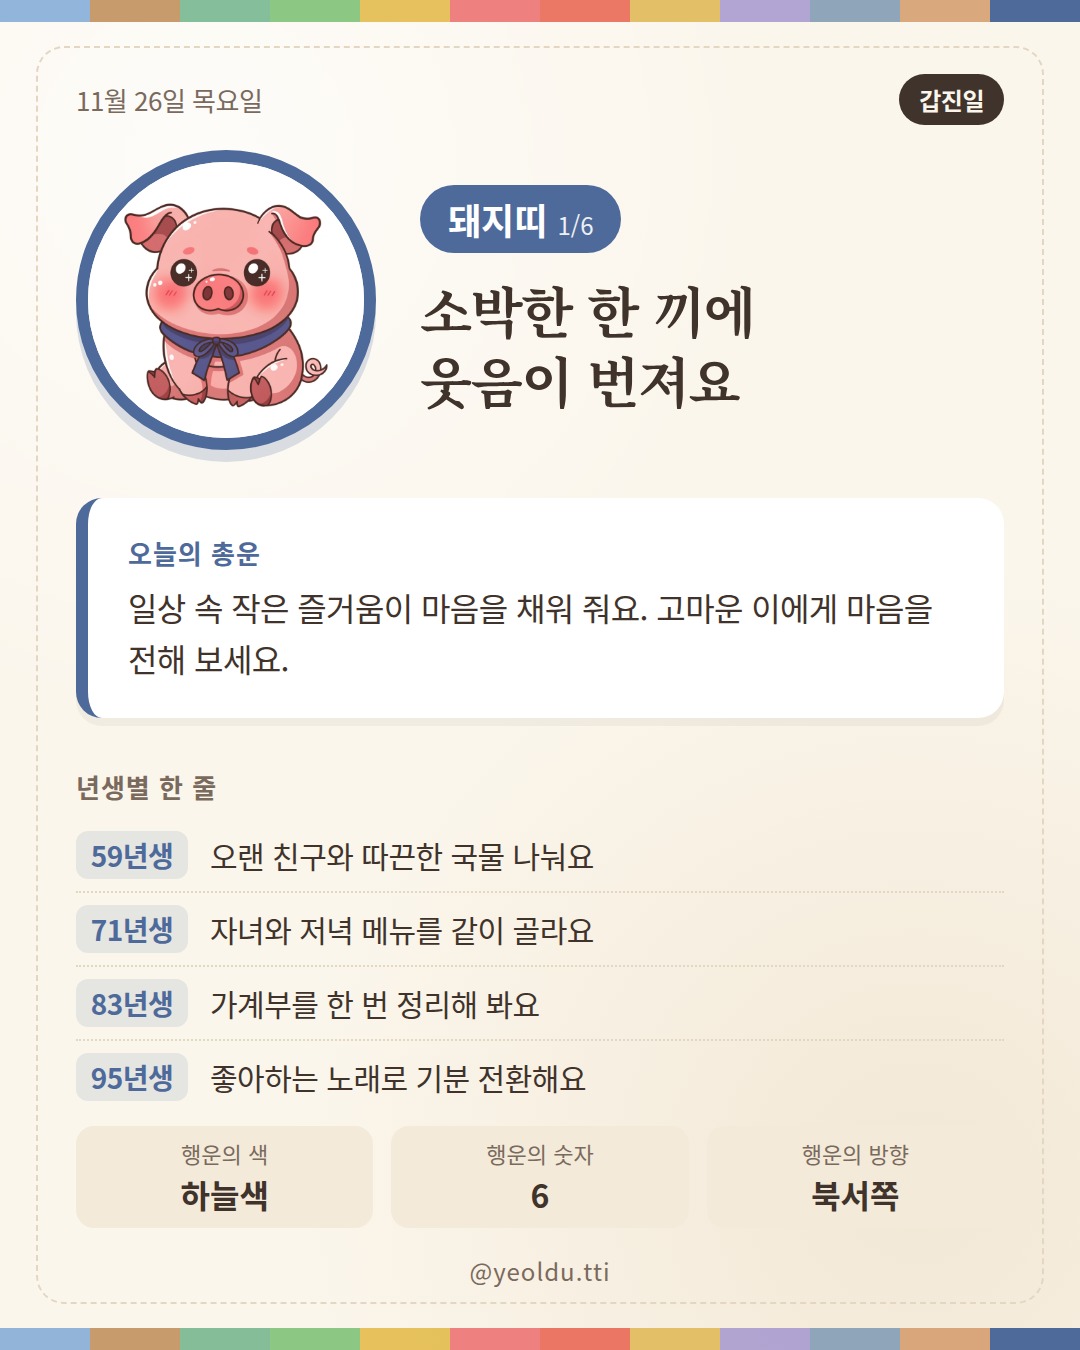 11월 26일 목요일
갑진일
돼지띠 1/6
소박한 한 끼에
웃음이 번져요
오늘의 총운
일상 속 작은 즐거움이 마음을 채워 줘요. 고마운 이에게 마음을
전해 보세요.
년생별 한 줄
59년생 오랜 친구와 따끈한 국물 나눠요
71년생 자녀와 저녁 메뉴를 같이 골라요
83년생 가계부를 한 번 정리해 봐요
95년생 좋아하는 노래로 기분 전환해요
행운의 색
하늘색
행운의 숫자
6
행운의 방향
북서쪽
@yeoldu.tti